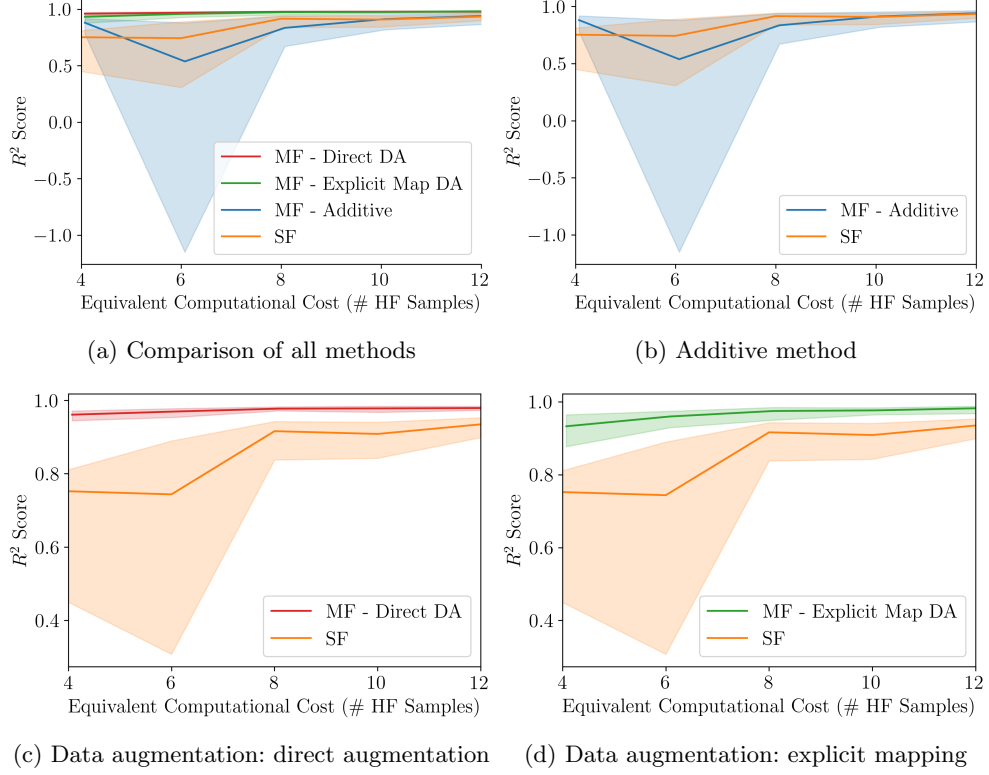 1.0
0.5
0.0
−0.5
−1.0
R² Score
MF - Direct DA
MF - Explicit Map DA
MF - Additive
SF
4 6 8 10 12
Equivalent Computational Cost (# HF Samples)
(a) Comparison of all methods
1.0
0.5
0.0
−0.5
−1.0
R² Score
MF - Additive
SF
4 6 8 10 12
Equivalent Computational Cost (# HF Samples)
(b) Additive method
1.0
0.8
0.6
0.4
R² Score
MF - Direct DA
SF
4 6 8 10 12
Equivalent Computational Cost (# HF Samples)
(c) Data augmentation: direct augmentation
1.0
0.8
0.6
0.4
R² Score
MF - Explicit Map DA
SF
4 6 8 10 12
Equivalent Computational Cost (# HF Samples)
(d) Data augmentation: explicit mapping